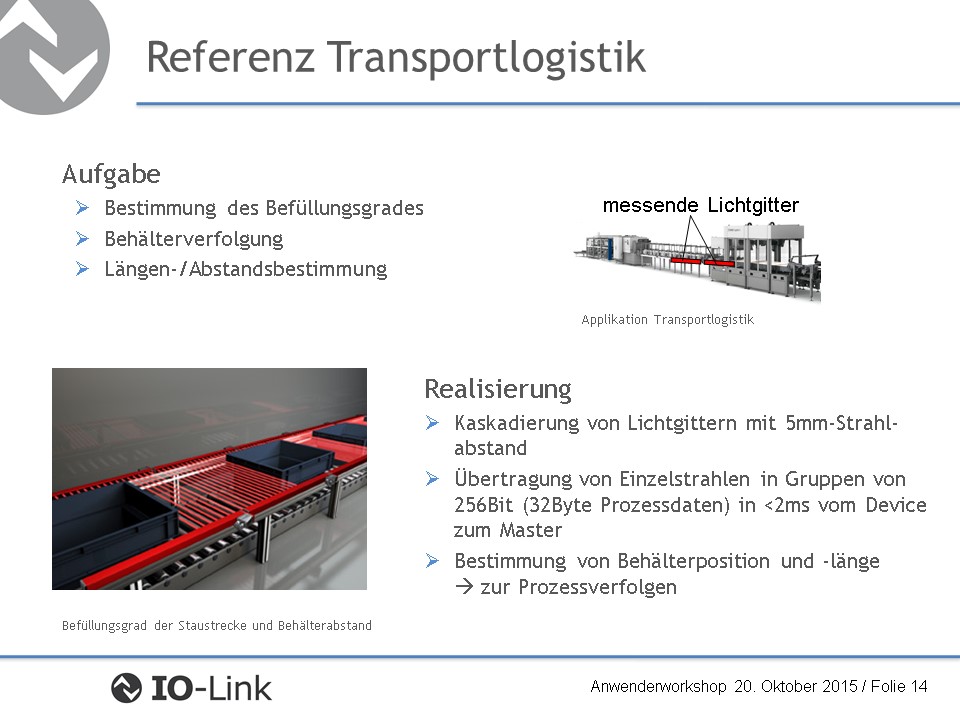 Referenz Transportlogistik
Aufgabe
Bestimmung des Befüllungsgrades
Behälterverfolgung
Längen-/Abstandsbestimmung
messende Lichtgitter
Applikation Transportlogistik
Realisierung
Kaskadierung von Lichtgittern mit 5mm-Strahl-
abstand
Übertragung von Einzelstrahlen in Gruppen von
256Bit (32Byte Prozessdaten) in <2ms vom Device
zum Master
Bestimmung von Behälterposition und -länge
→ zur Prozessverfolgen
Befüllungsgrad der Staustrecke und Behälterabstand
IO-Link
Anwenderworkshop 20. Oktober 2015 / Folie 14